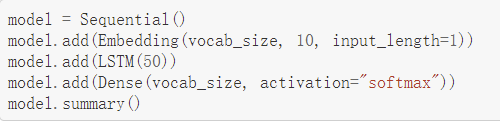 model = Sequential()
model.add(Embedding(vocab_size, 10, input_length=1))
model.add(LSTM(50))
model.add(Dense(vocab_size, activation="softmax"))
model.summary()